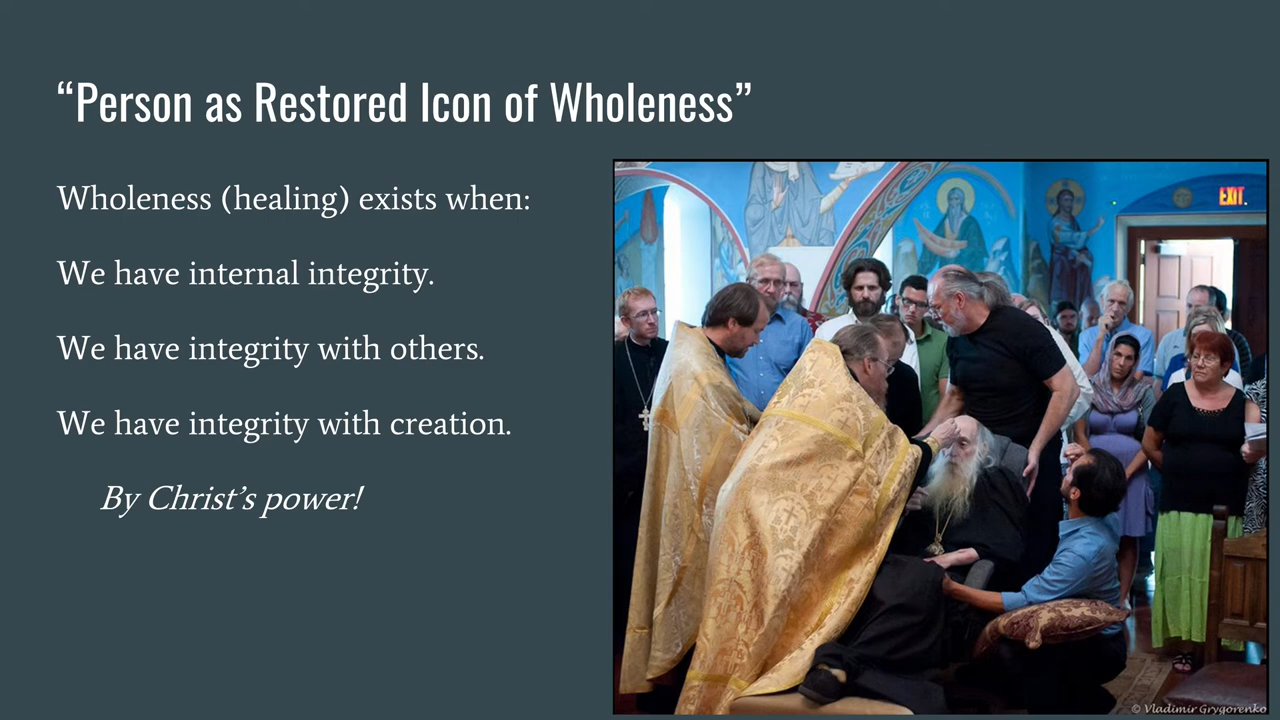 “Person as Restored Icon of Wholeness”
Wholeness (healing) exists when:
We have internal integrity.
We have integrity with others.
We have integrity with creation.
By Christ’s power!
EXIT.
© Vladimir Grygorenko